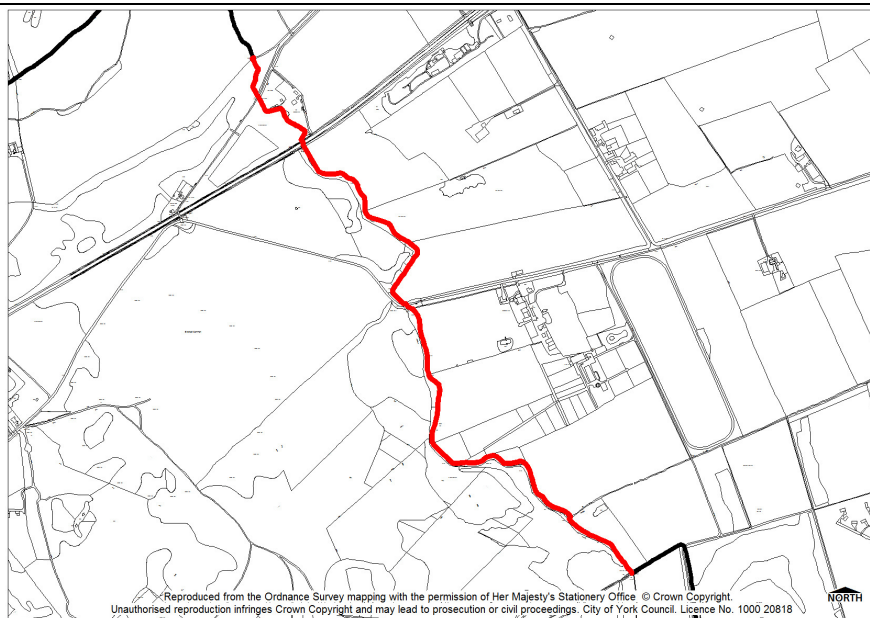 Reproduced from the Ordnance Survey mapping with the permission of Her Majesty's Stationery Office © Crown Copyright.
Unauthorised reproduction infringes Crown Copyright and may lead to prosecution or civil proceedings. City of York Council. Licence No. 1000 20818
NORTH